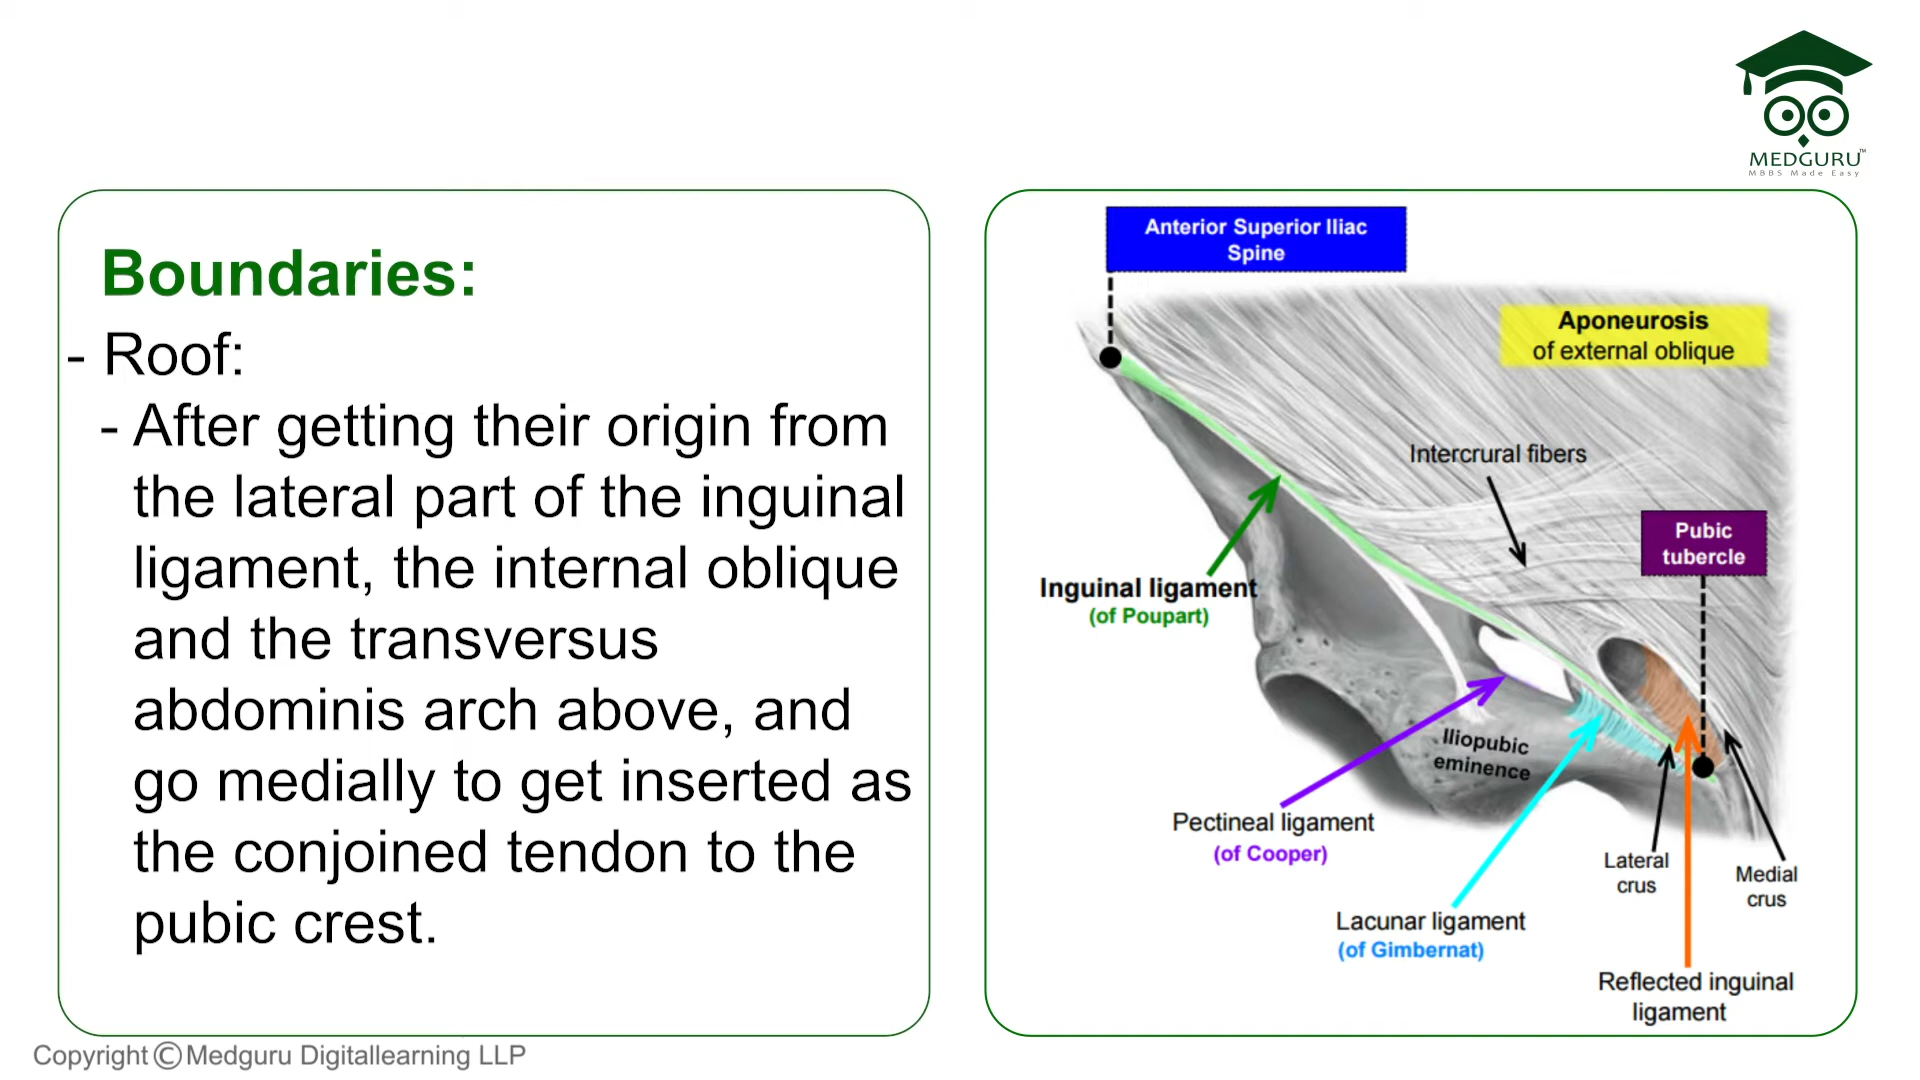 MEDGURU™
MBBS Made Easy
Boundaries:
- Roof:
- After getting their origin from
the lateral part of the inguinal
ligament, the internal oblique
and the transversus
abdominis arch above, and
go medially to get inserted as
the conjoined tendon to the
pubic crest.
Anterior Superior Iliac
Spine
Aponeurosis
of external oblique
Intercrural fibers
Pubic
tubercle
Inguinal ligament
(of Poupart)
Iliopubic
eminence
Pectineal ligament
(of Cooper)
Lateral
crus
Medial
crus
Lacunar ligament
(of Gimbernat)
Reflected inguinal
ligament
Copyright © Medguru Digitallearning LLP